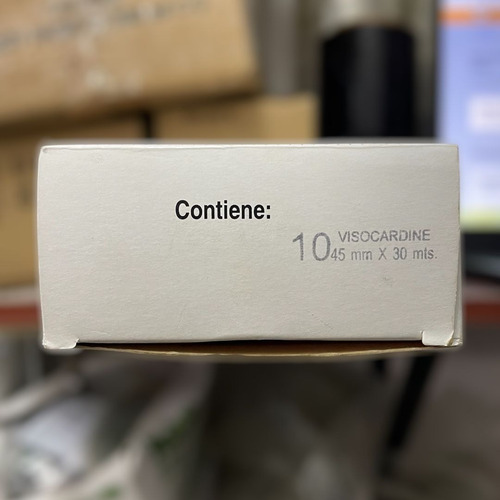 Contiene:
10 VISOCARDINE
45 mm X 30 mts.